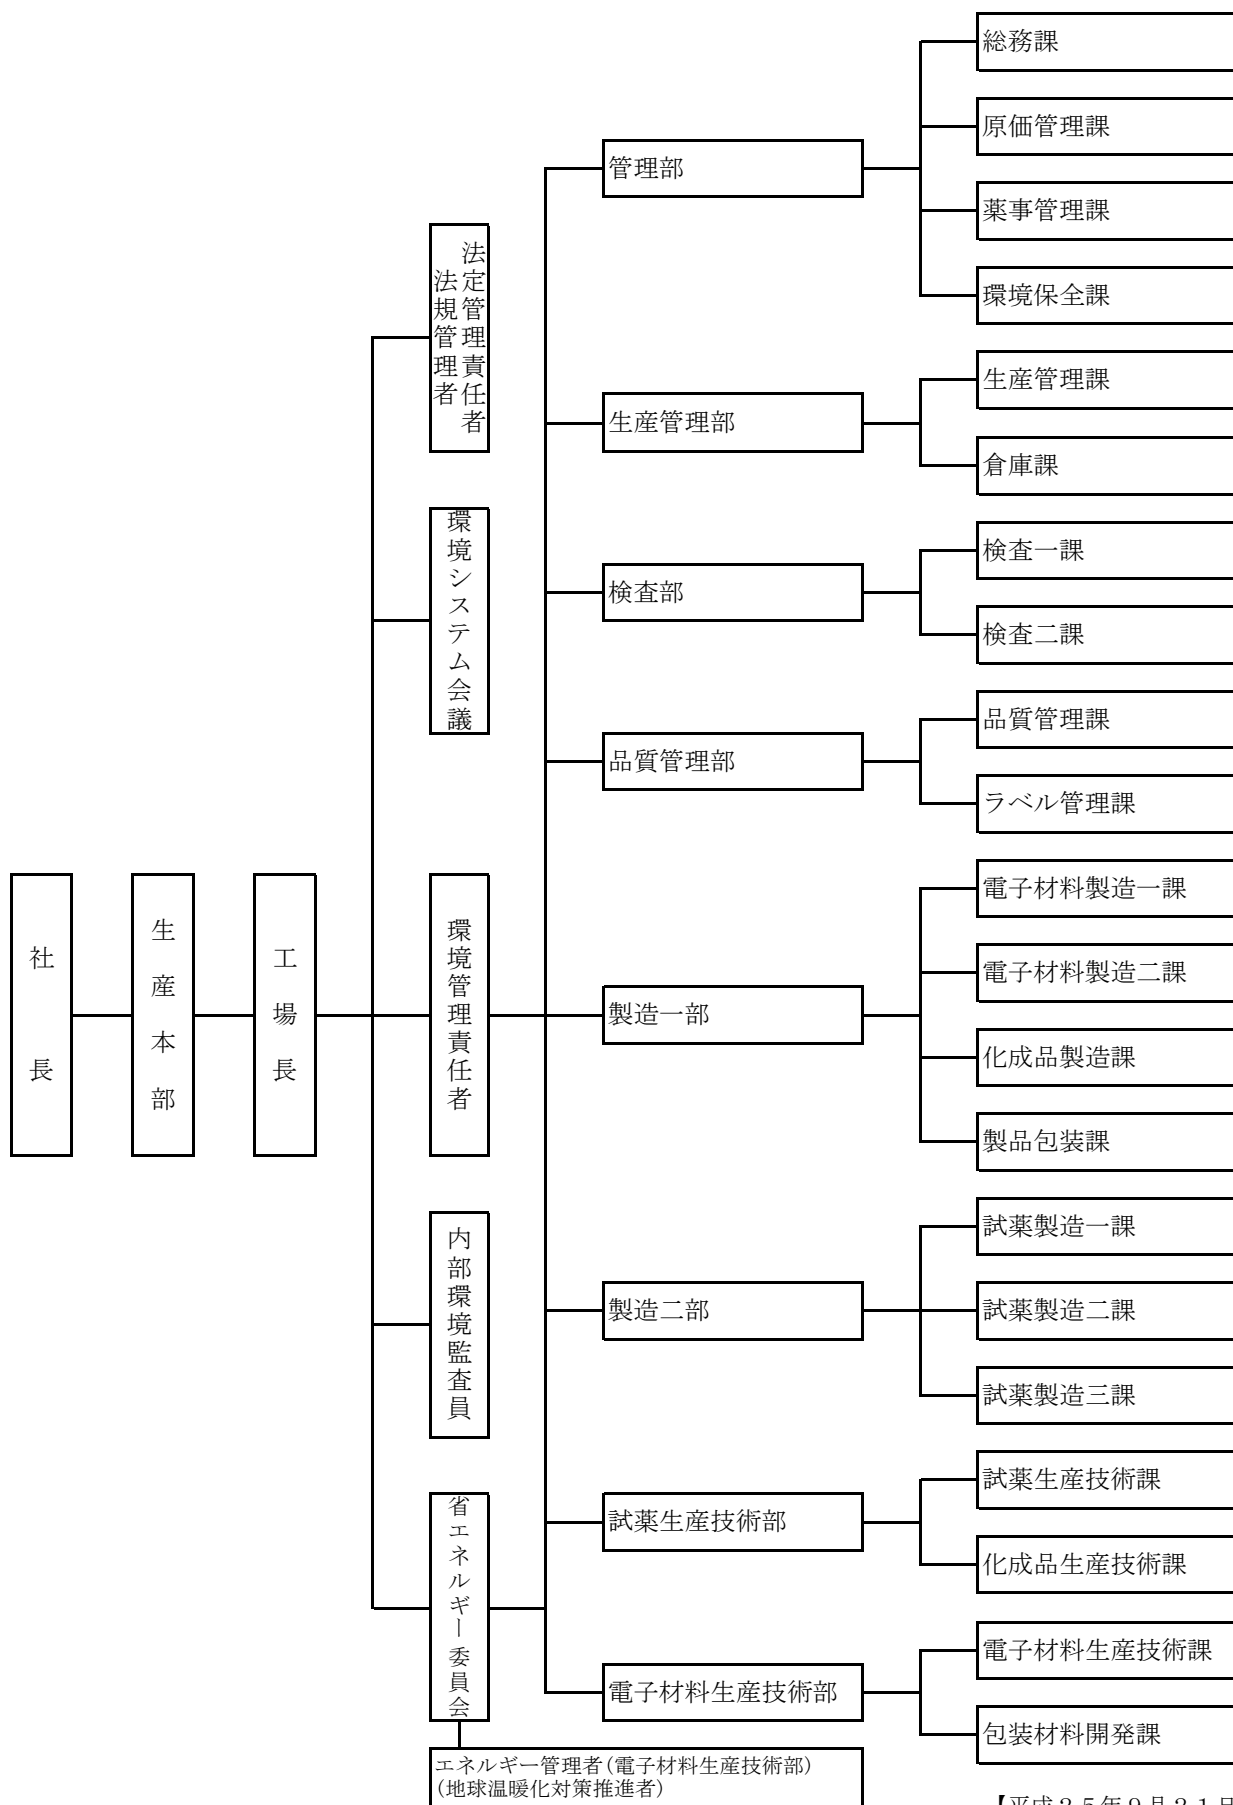 社長
生産本部
工場長
法定管理責任者
法規管理者
環境システム会議
環境管理責任者
内部環境監査員
省エネルギー委員会
エネルギー管理者(電子材料生産技術部)
(地球温暖化対策推進者)
管理部
総務課
原価管理課
薬事管理課
環境保全課
生産管理部
生産管理課
倉庫課
検査部
検査一課
検査二課
品質管理部
品質管理課
ラベル管理課
製造一部
電子材料製造一課
電子材料製造二課
化成品製造課
製品包装課
製造二部
試薬製造一課
試薬製造二課
試薬製造三課
試薬生産技術部
試薬生産技術課
化成品生産技術課
電子材料生産技術部
電子材料生産技術課
包装材料開発課
【平成25年9月21日